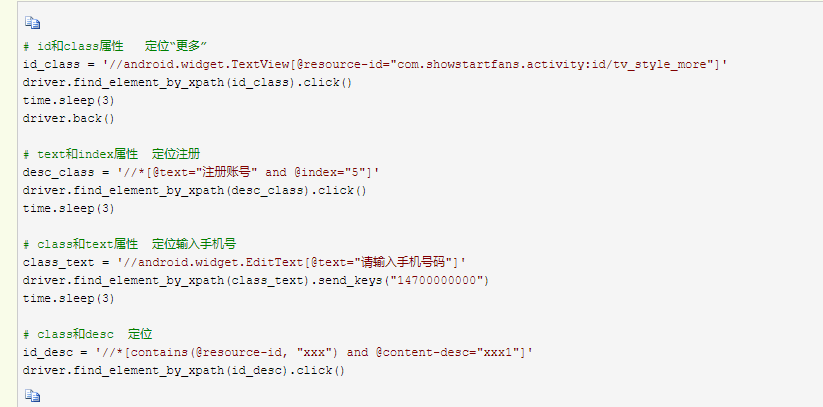 # id和class属性   定位“更多”
id_class = '//android.widget.TextView[@resource-id="com.showstartfans.activity:id/tv_style_more"]'
driver.find_element_by_xpath(id_class).click()
time.sleep(3)
driver.back()
# text和index属性  定位注册
desc_class = '//*[@text="注册账号" and @index="5"]'
driver.find_element_by_xpath(desc_class).click()
time.sleep(3)
# class和text属性  定位输入手机号
class_text = '//android.widget.EditText[@text="请输入手机号码"]'
driver.find_element_by_xpath(class_text).send_keys("14700000000")
time.sleep(3)
# class和desc  定位
id_desc = '//*[contains(@resource-id, "xxx") and @content-desc="xxx1"]'
driver.find_element_by_xpath(id_desc).click()